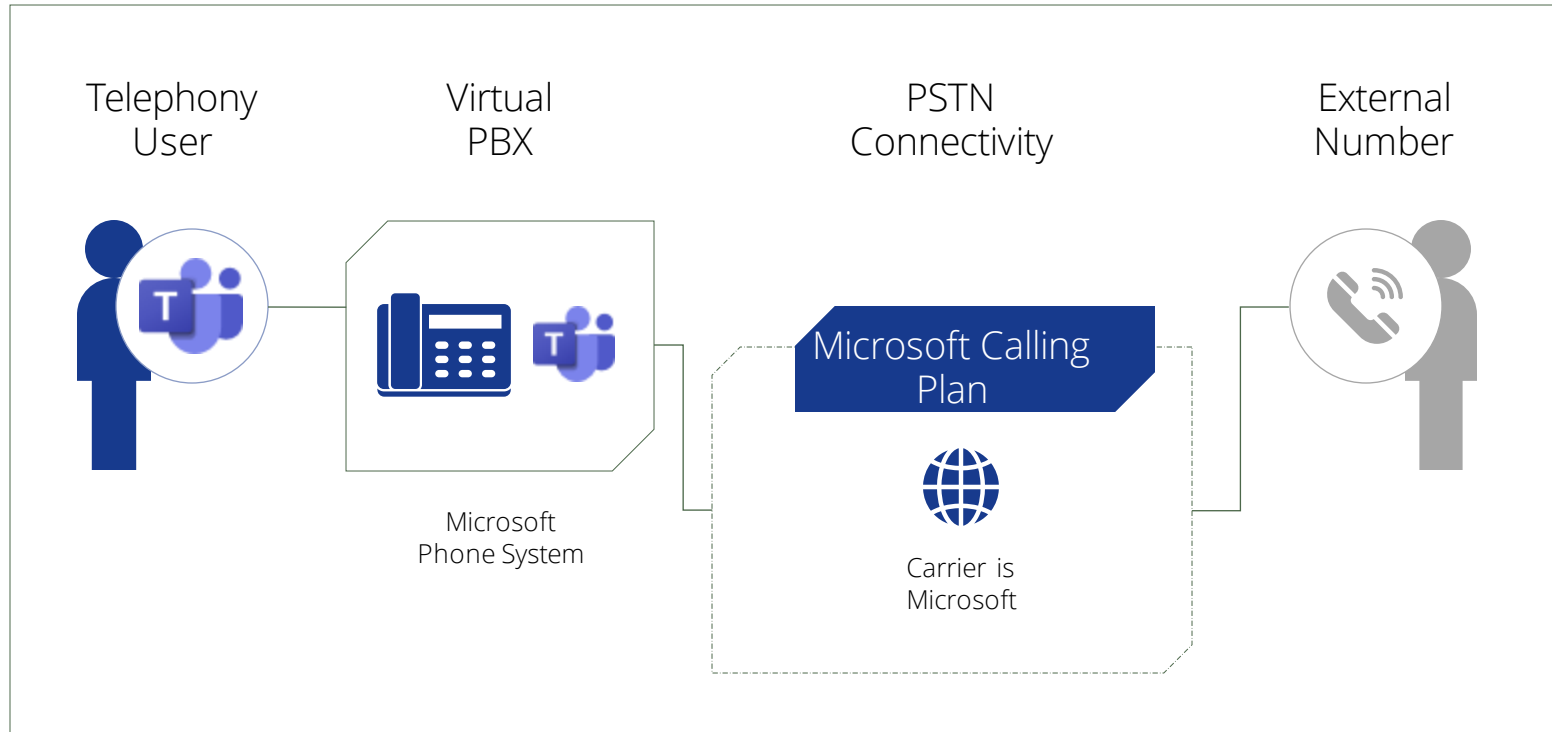 Telephony
User
Virtual
PBX
PSTN
Connectivity
External
Number
T
T
Microsoft Calling
Plan
Microsoft
Phone System
Carrier is
Microsoft